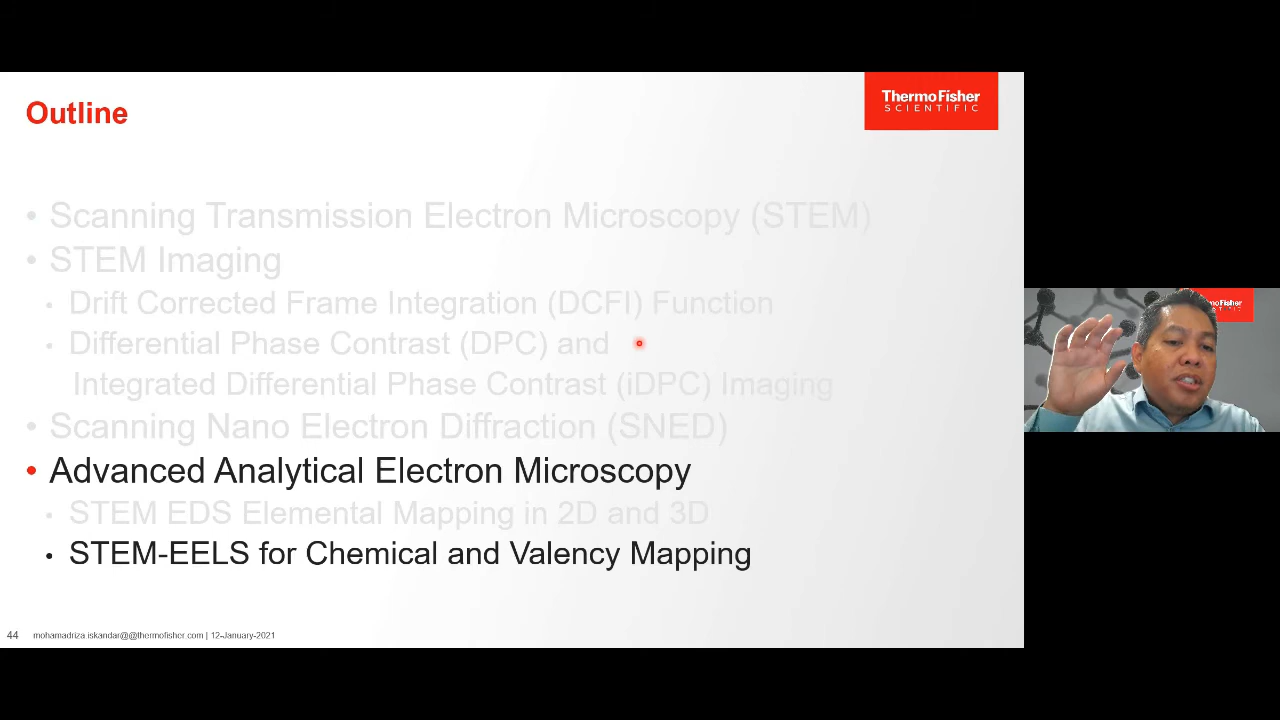 Outline
ThermoFisher
SCIENTIFIC
• Scanning Transmission Electron Microscopy (STEM)
• STEM Imaging
• Drift Corrected Frame Integration (DCFI) Function
• Differential Phase Contrast (DPC) and
Integrated Differential Phase Contrast (iDPC) Imaging
• Scanning Nano Electron Diffraction (SNED)
• Advanced Analytical Electron Microscopy
• STEM EDS Elemental Mapping in 2D and 3D
• STEM-EELS for Chemical and Valency Mapping
44 mohamadriza.iskandar@@thermofisher.com | 12-January-2021